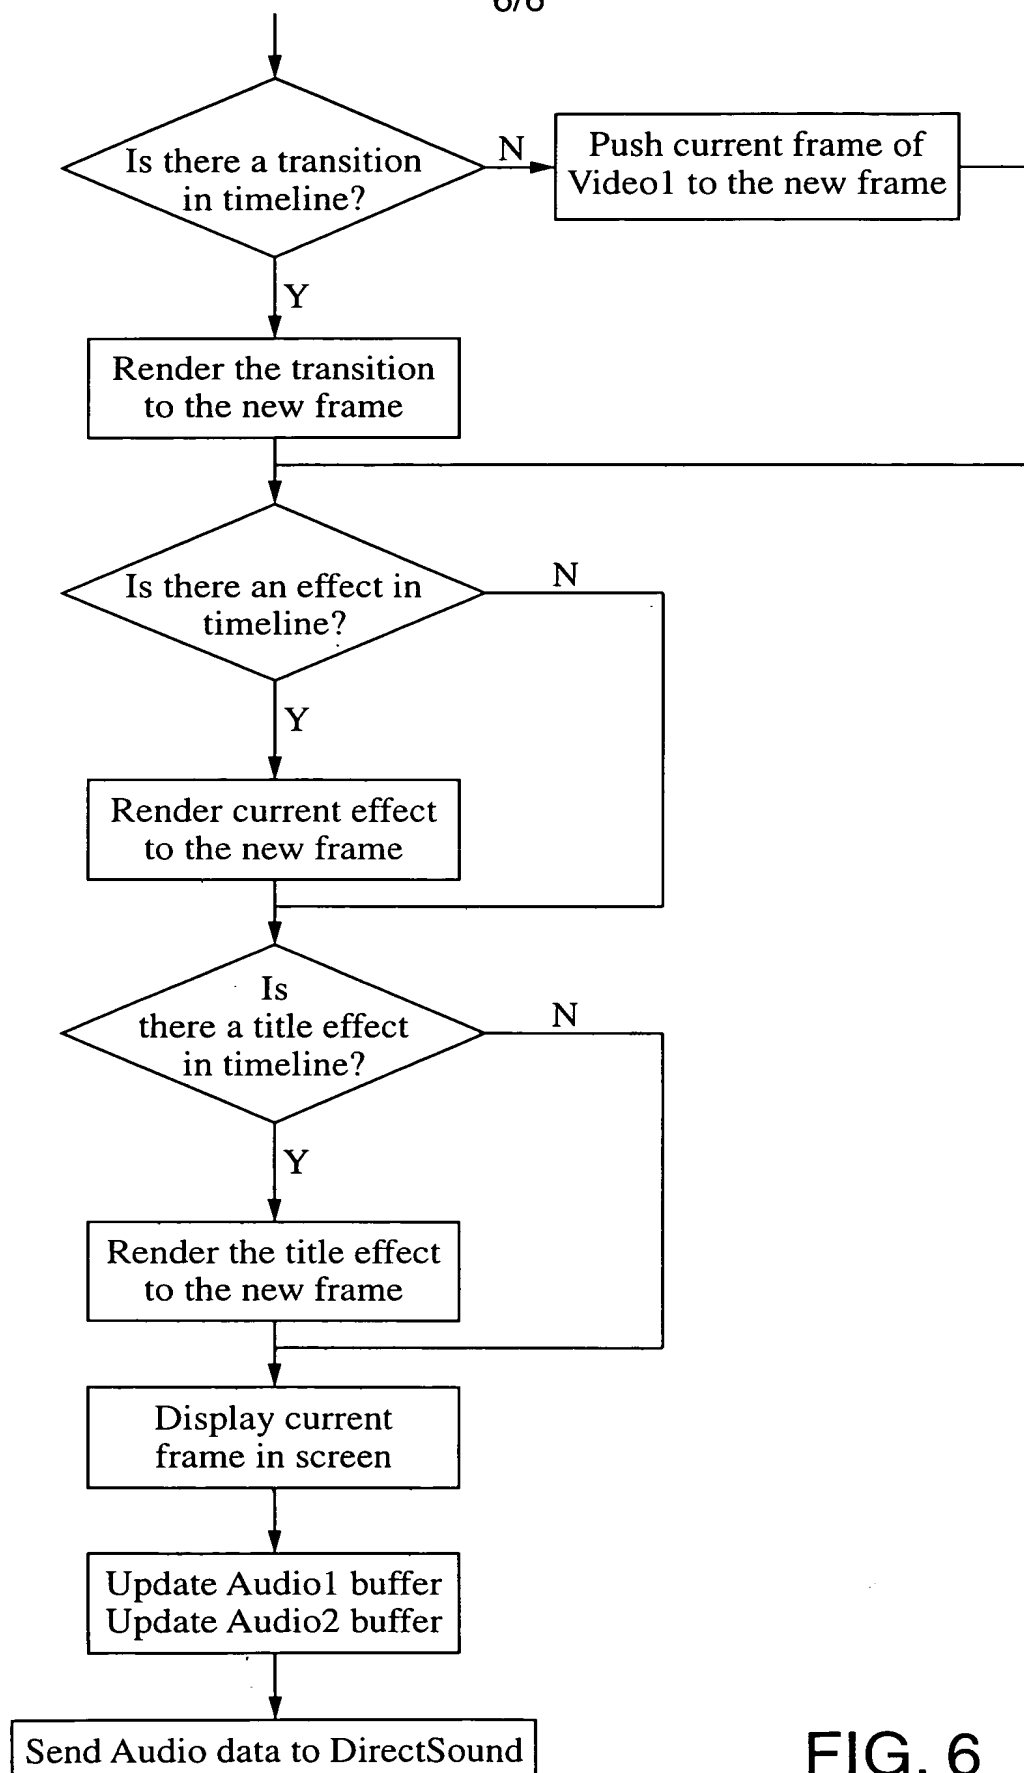 6/6
Is there a transition
in timeline?
N
Push current frame of
Video1 to the new frame
Y
Render the transition
to the new frame
Is there an effect in
timeline?
N
Y
Render current effect
to the new frame
Is
there a title effect
in timeline?
N
Y
Render the title effect
to the new frame
Display current
frame in screen
Update Audio1 buffer
Update Audio2 buffer
Send Audio data to DirectSound
FIG. 6